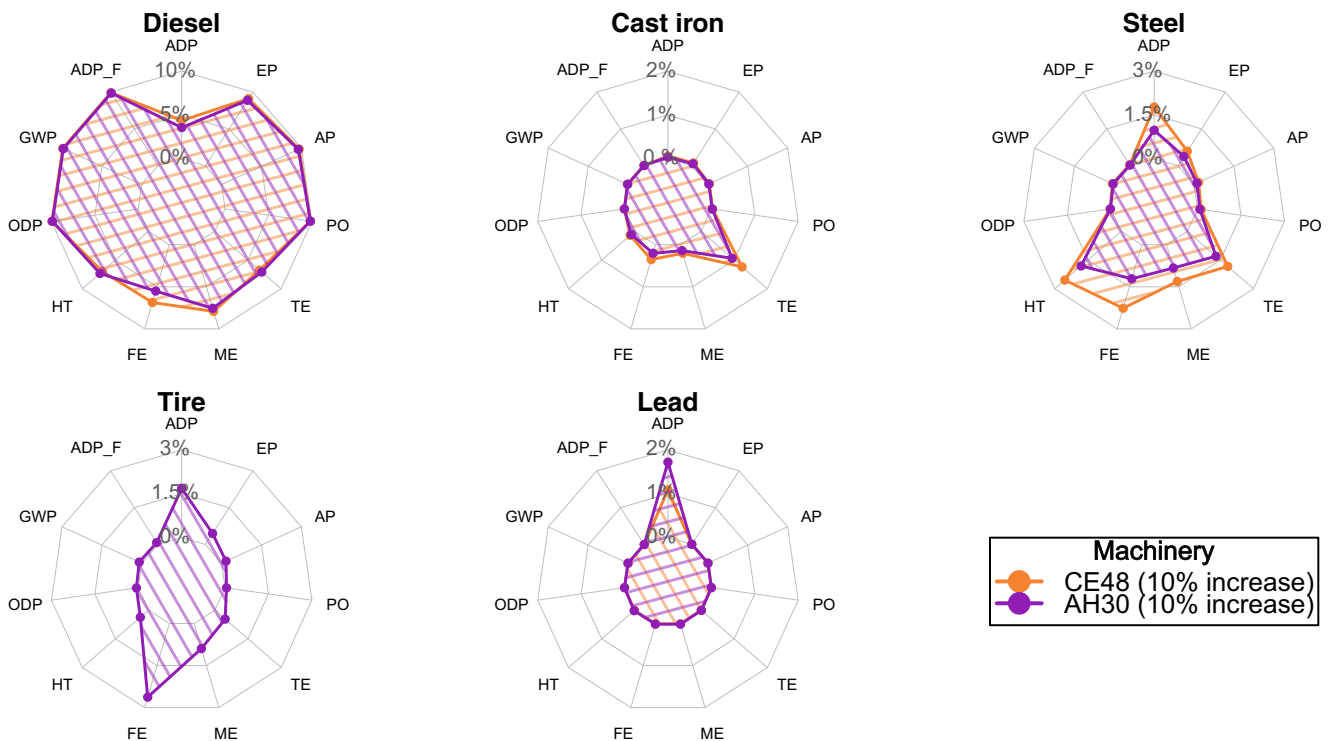 Diesel
ADP
EP
AP
PO
TE
ME
FE
HT
ODP
GWP
ADP_F
10%
5%
0%
Cast iron
ADP
EP
AP
PO
TE
ME
FE
HT
ODP
GWP
ADP_F
2%
1%
0%
Steel
ADP
EP
AP
PO
TE
ME
FE
HT
ODP
GWP
ADP_F
3%
1.5%
0%
Tire
ADP
EP
AP
PO
TE
ME
FE
HT
ODP
GWP
ADP_F
3%
1.5%
0%
Lead
ADP
EP
AP
PO
TE
ME
FE
HT
ODP
GWP
ADP_F
2%
1%
0%
Machinery
CE48 (10% increase)
AH30 (10% increase)